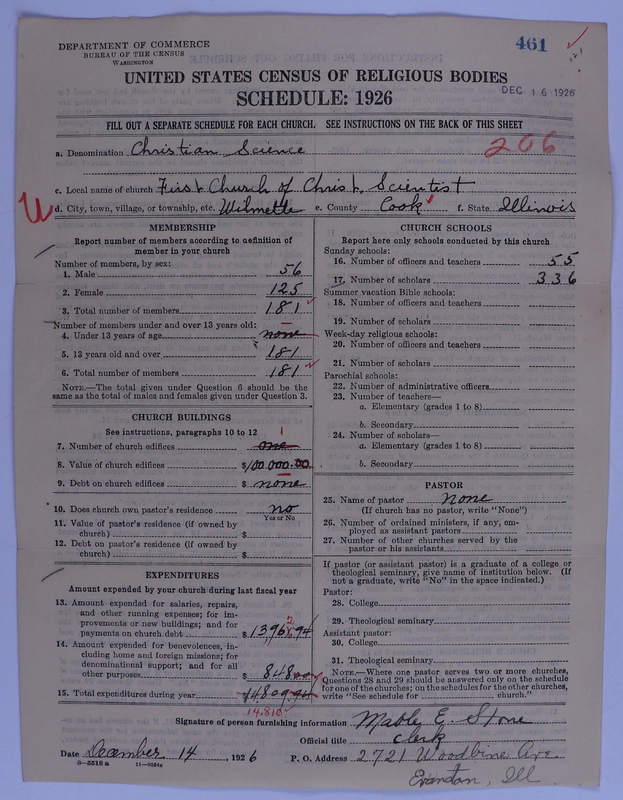 DEPARTMENT OF COMMERCE
BUREAU OF THE CENSUS
WASHINGTON
461
121
UNITED STATES CENSUS OF RELIGIOUS BODIES
SCHEDULE: 1926
DEC 16 1926
FILL OUT A SEPARATE SCHEDULE FOR EACH CHURCH. SEE INSTRUCTIONS ON THE BACK OF THIS SHEET
a. Denomination Christian Science
266
c. Local name of church First Church of Christ, Scientist
d. City, town, village, or township, etc. Wilmette e. County Cook f. State Illinois
MEMBERSHIP
Report number of members according to definition of
member in your church
Number of members, by sex:
1. Male 56
2. Female 125
3. Total number of members 181
Number of members under and over 13 years old:
4. Under 13 years of age none
5. 13 years old and over 181
6. Total number of members 181
NOTE.—The total given under Question 6 should be the
same as the total of males and females given under Question 3.
CHURCH BUILDINGS
See instructions, paragraphs 10 to 12
1
7. Number of church edifices one
8. Value of church edifices $100000.00
9. Debt on church edifices $ none
10. Does church own pastor's residence no
Yes or No
11. Value of pastor's residence (if owned by
church) $
12. Debt on pastor's residence (if owned by
church) $
EXPENDITURES
Amount expended by your church during last fiscal year
13. Amount expended for salaries, repairs,
and other running expenses; for im-
provements or new buildings; and for
payments on church debt $ 13961.94
2
14. Amount expended for benevolences, in-
cluding home and foreign missions; for
denominational support; and for all
other purposes $ 848.00
15. Total expenditures during year 14809.94
14,810
CHURCH SCHOOLS
Report here only schools conducted by this church
Sunday schools:
16. Number of officers and teachers 55
17. Number of scholars 336
Summer vacation Bible schools:
18. Number of officers and teachers
19. Number of scholars
Week-day religious schools:
20. Number of officers and teachers
21. Number of scholars
Parochial schools:
22. Number of administrative officers
23. Number of teachers—
a. Elementary (grades 1 to 8)
b. Secondary
24. Number of scholars—
a. Elementary (grades 1 to 8)
b. Secondary
PASTOR
25. Name of pastor none
(If church has no pastor, write "None")
26. Number of ordained ministers, if any, em-
ployed as assistant pastors
27. Number of other churches served by the
pastor or his assistants
If pastor (or assistant pastor) is a graduate of a college or
theological seminary, give name of institution below. (If
not a graduate, write "No" in the space indicated.)
Pastor:
28. College
29. Theological seminary
Assistant pastor:
30. College
31. Theological seminary
NOTE.—Where one pastor serves two or more churches,
Questions 28 and 29 should be answered only on the schedule
for one of the churches; on the schedules for the other churches,
write "See schedule for church."
Signature of person furnishing information Mable E. Stone
Official title Clerk
Date December 14, 1926 P. O. Address 2721 Woodbine Ave.
8—5518 a
Evanston, Ill.